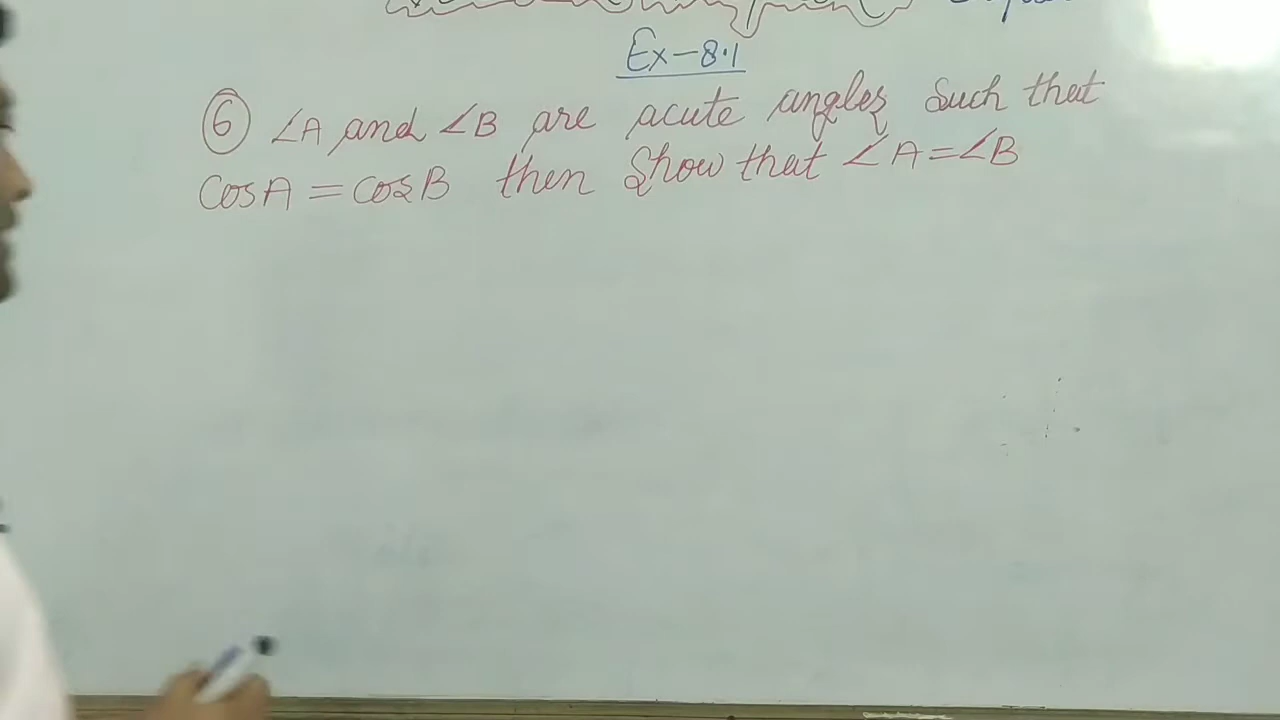 Ex-8.1
⑥ ∠A and ∠B are acute angles such that
CosA = cosB then Show that ∠A=∠B